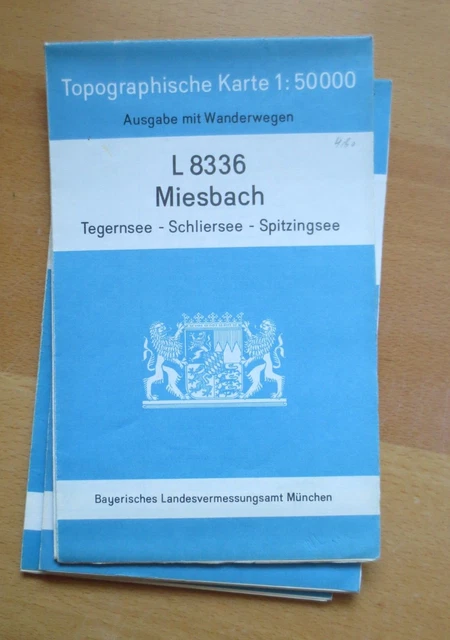 Topographische Karte 1:50000
Ausgabe mit Wanderwegen
L 8336
Miesbach
Tegernsee - Schliersee - Spitzingsee
Bayerisches Landesvermessungsamt München